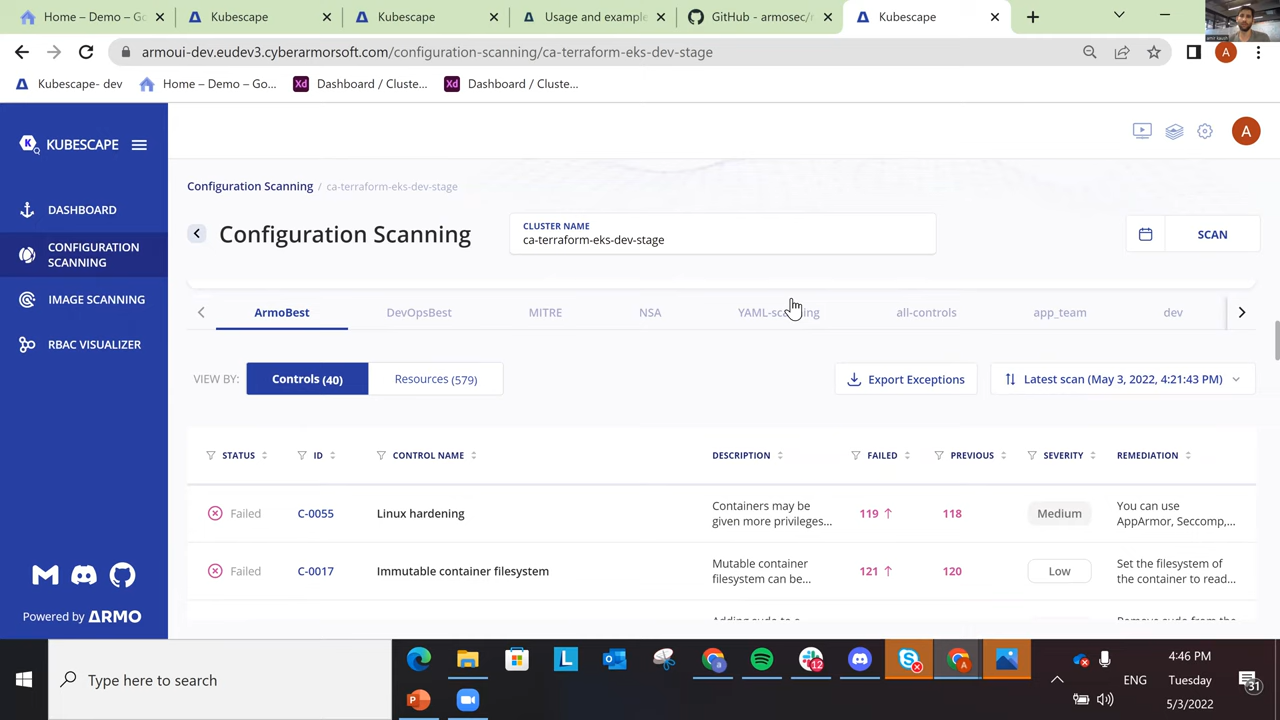 Home – Demo – Go
Kubescape
Kubescape
Usage and example
GitHub - armosec/
Kubescape
armoui-dev.eudev3.cyberarmorsoft.com/configuration-scanning/ca-terraform-eks-dev-stage
A
Kubescape- dev
Home – Demo – Go...
Xd
Dashboard / Cluste...
Xd
Dashboard / Cluste...
KUBESCAPE
A
Configuration Scanning / ca-terraform-eks-dev-stage
DASHBOARD
Configuration Scanning
CLUSTER NAME
ca-terraform-eks-dev-stage
SCAN
CONFIGURATION
SCANNING
IMAGE SCANNING
RBAC VISUALIZER
ArmoBest
DevOpsBest
MITRE
NSA
YAML-scanning
all-controls
app_team
dev
VIEW BY:
Controls (40)
Resources (579)
Export Exceptions
Latest scan (May 3, 2022, 4:21:43 PM)
STATUS
ID
CONTROL NAME
DESCRIPTION
FAILED
PREVIOUS
SEVERITY
REMEDIATION
Failed
C-0055
Linux hardening
Containers may be
given more privileges...
119
118
Medium
You can use
AppArmor, Seccomp,...
Failed
C-0017
Immutable container filesystem
Mutable container
filesystem can be...
121
120
Low
Set the filesystem of
the container to read...
Powered by ARMO
Type here to search
L
12
A
ENG
4:46 PM
Tuesday
5/3/2022
31